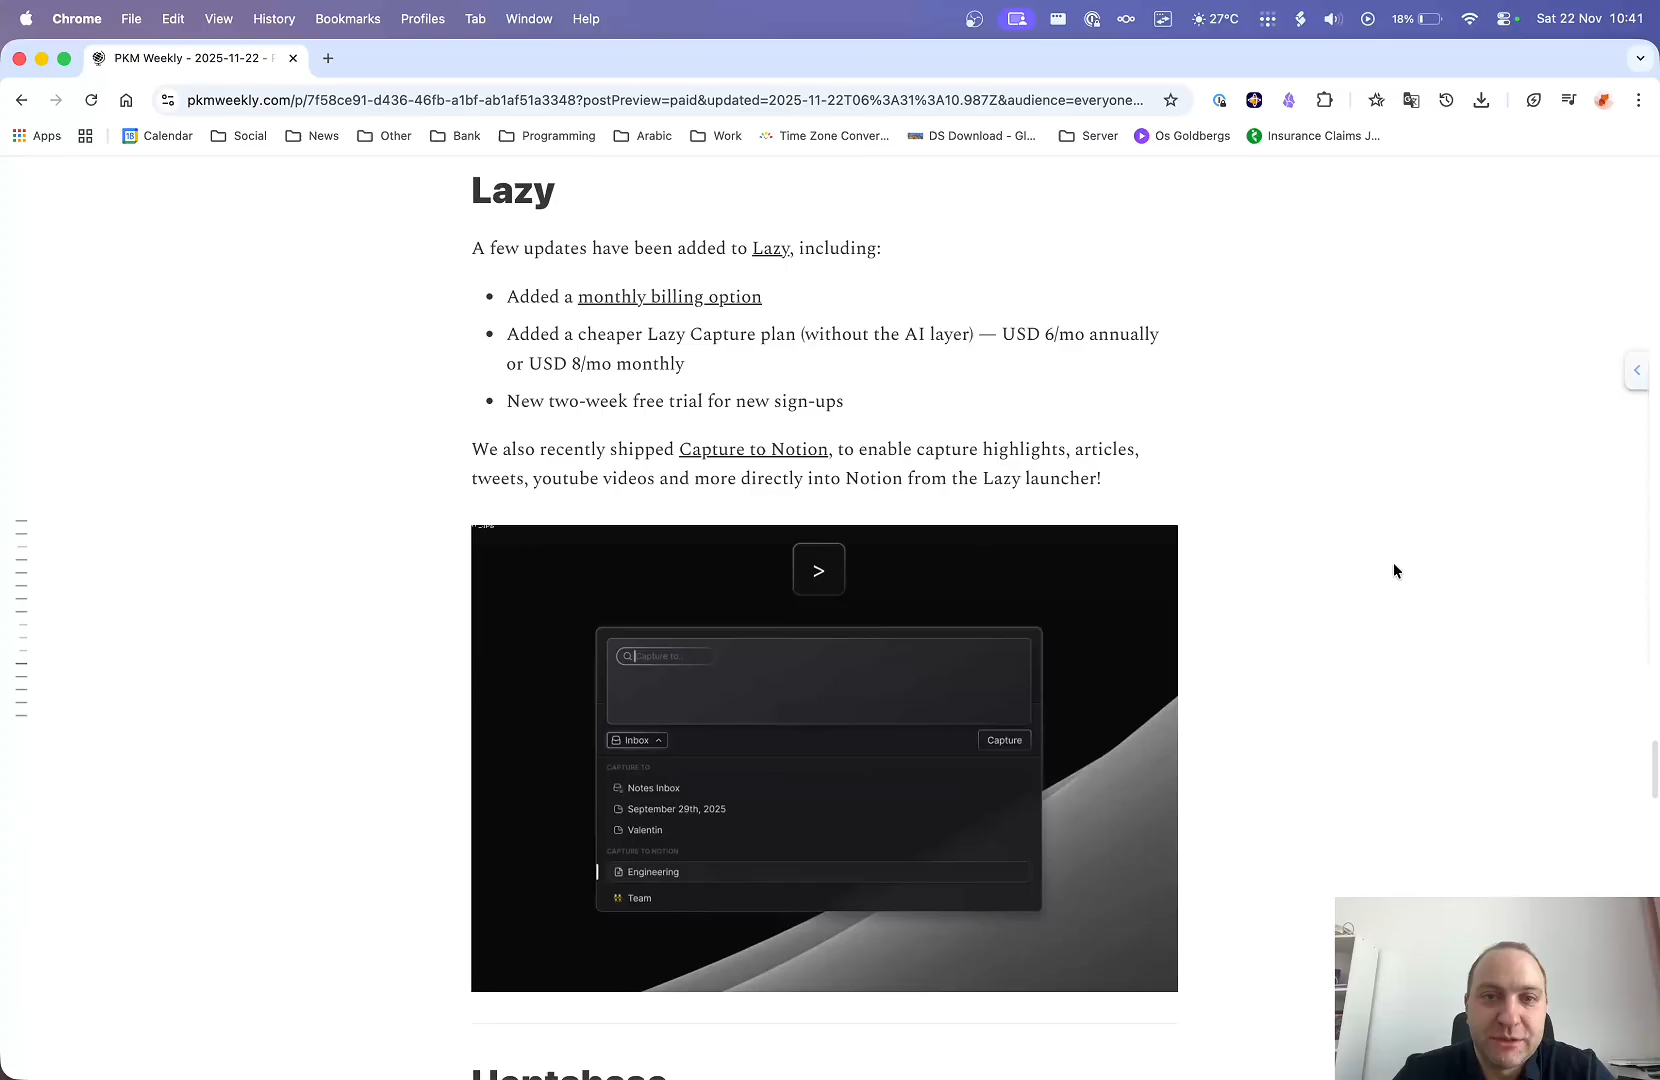 Chrome File Edit View History Bookmarks Profiles Tab Window Help 27°C 18% Sat 22 Nov 10:41
PKM Weekly - 2025-11-22 -
pkmweekly.com/p/7f58ce91-d436-46fb-a1bf-ab1af51a3348?postPreview=paid&updated=2025-11-22T06%3A31%3A10.987Z&audience=everyone...
Apps Calendar Social News Other Bank Programming Arabic Work Time Zone Conver... DS Download - Gl... Server Os Goldbergs Insurance Claims J...
Lazy
A few updates have been added to Lazy, including:
• Added a monthly billing option
• Added a cheaper Lazy Capture plan (without the AI layer) — USD 6/mo annually
or USD 8/mo monthly
• New two-week free trial for new sign-ups
We also recently shipped Capture to Notion, to enable capture highlights, articles,
tweets, youtube videos and more directly into Notion from the Lazy launcher!
>
Capture to...
Inbox Capture
CAPTURE TO
Notes Inbox
September 29th, 2025
Valentin
CAPTURE TO NOTION
Engineering
Team